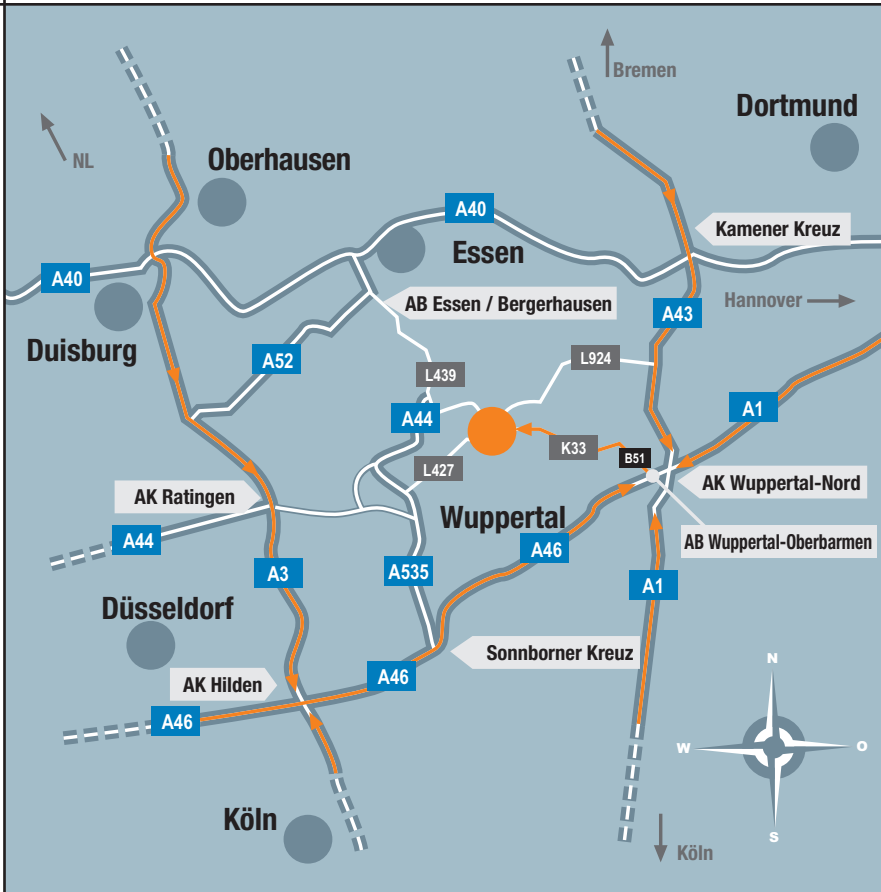 Bremen
Dortmund
NL
Oberhausen
A40
Kamener Kreuz
Essen
A40
AB Essen / Bergerhausen
Hannover
A43
Duisburg
A52
L924
L439
A1
A44
K33
B51
L427
AK Ratingen
AK Wuppertal-Nord
Wuppertal
A44
A46
AB Wuppertal-Oberbarmen
A3
A535
A1
Düsseldorf
Sonnborner Kreuz
AK Hilden
A46
A46
N
W
O
S
Köln
Köln